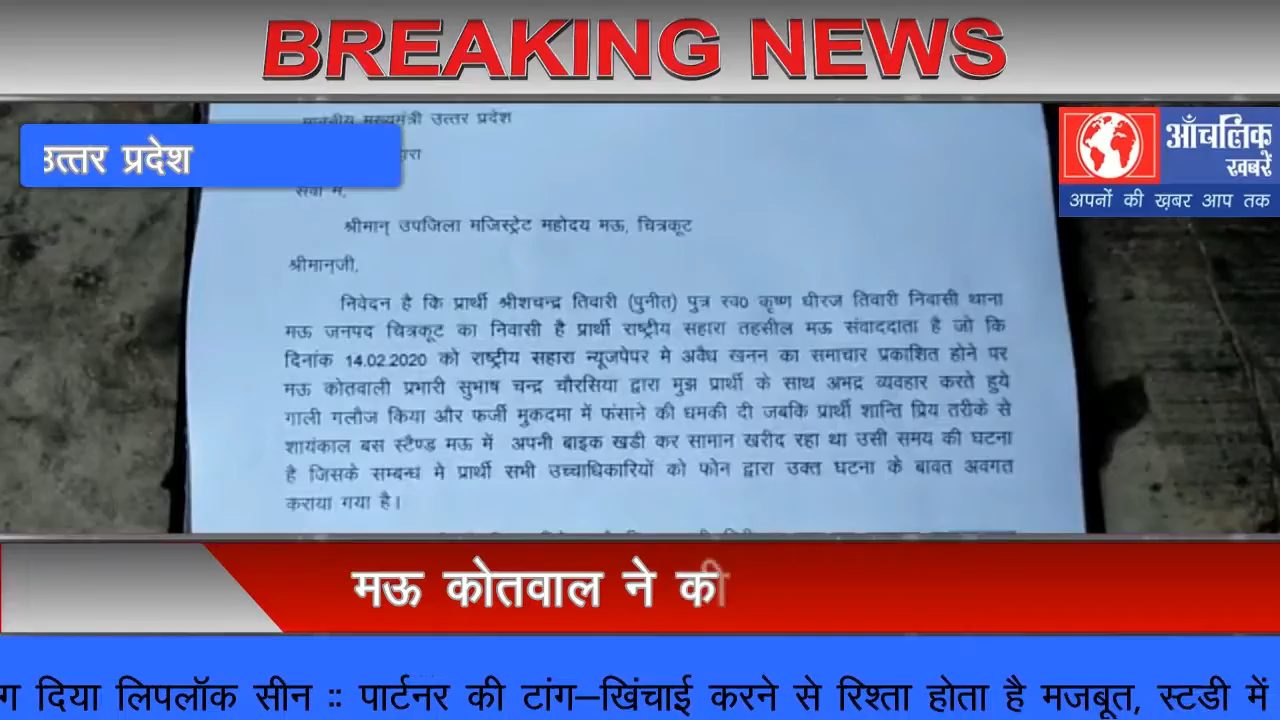 BREAKING NEWS
माननीय मुख्यमंत्री उत्तर प्रदेश
उत्तर प्रदेश
सेवा में,
आँचलिक
खबरें
अपनों की ख़बर आप तक
श्रीमान् उपजिला मजिस्ट्रेट महोदय मऊ, चित्रकूट
श्रीमान्जी,
निवेदन है कि प्रार्थी श्रीशचन्द्र तिवारी (पुनीत) पुत्र स्व0 कृष्ण धीरज तिवारी निवासी थाना
मऊ जनपद चित्रकूट का निवासी है प्रार्थी राष्ट्रीय सहारा तहसील मऊ संवाददाता है जो कि
दिनांक 14.02.2020 को राष्ट्रीय सहारा न्यूजपेपर मे अवैध खनन का समाचार प्रकाशित होने पर
मऊ कोतवाली प्रभारी सुभाष चन्द्र चौरसिया द्वारा मुझ प्रार्थी के साथ अभद्र व्यवहार करते हुये
गाली गलौज किया और फर्जी मुकदमा में फंसाने की धमकी दी जबकि प्रार्थी शान्ति प्रिय तरीके से
शायंकाल बस स्टैण्ड मऊ में अपनी बाइक खडी कर सामान खरीद रहा था उसी समय की घटना
है जिसके सम्बन्ध मे प्रार्थी सभी उच्चाधिकारियों को फोन द्वारा उक्त घटना के बावत अवगत
कराया गया है।
मऊ कोतवाल ने की
ग दिया लिपलॉक सीन :: पार्टनर की टांग–खिंचाई करने से रिश्ता होता है मजबूत, स्टडी में